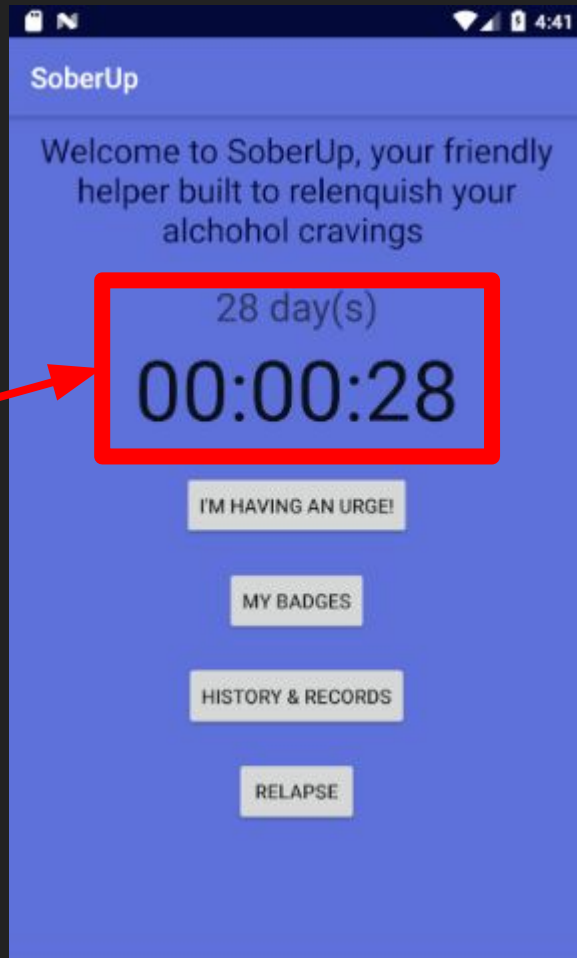 4:41
SoberUp
Welcome to SoberUp, your friendly
helper built to relenquish your
alchohol cravings
28 day(s)
00:00:28
I'M HAVING AN URGE!
MY BADGES
HISTORY & RECORDS
RELAPSE